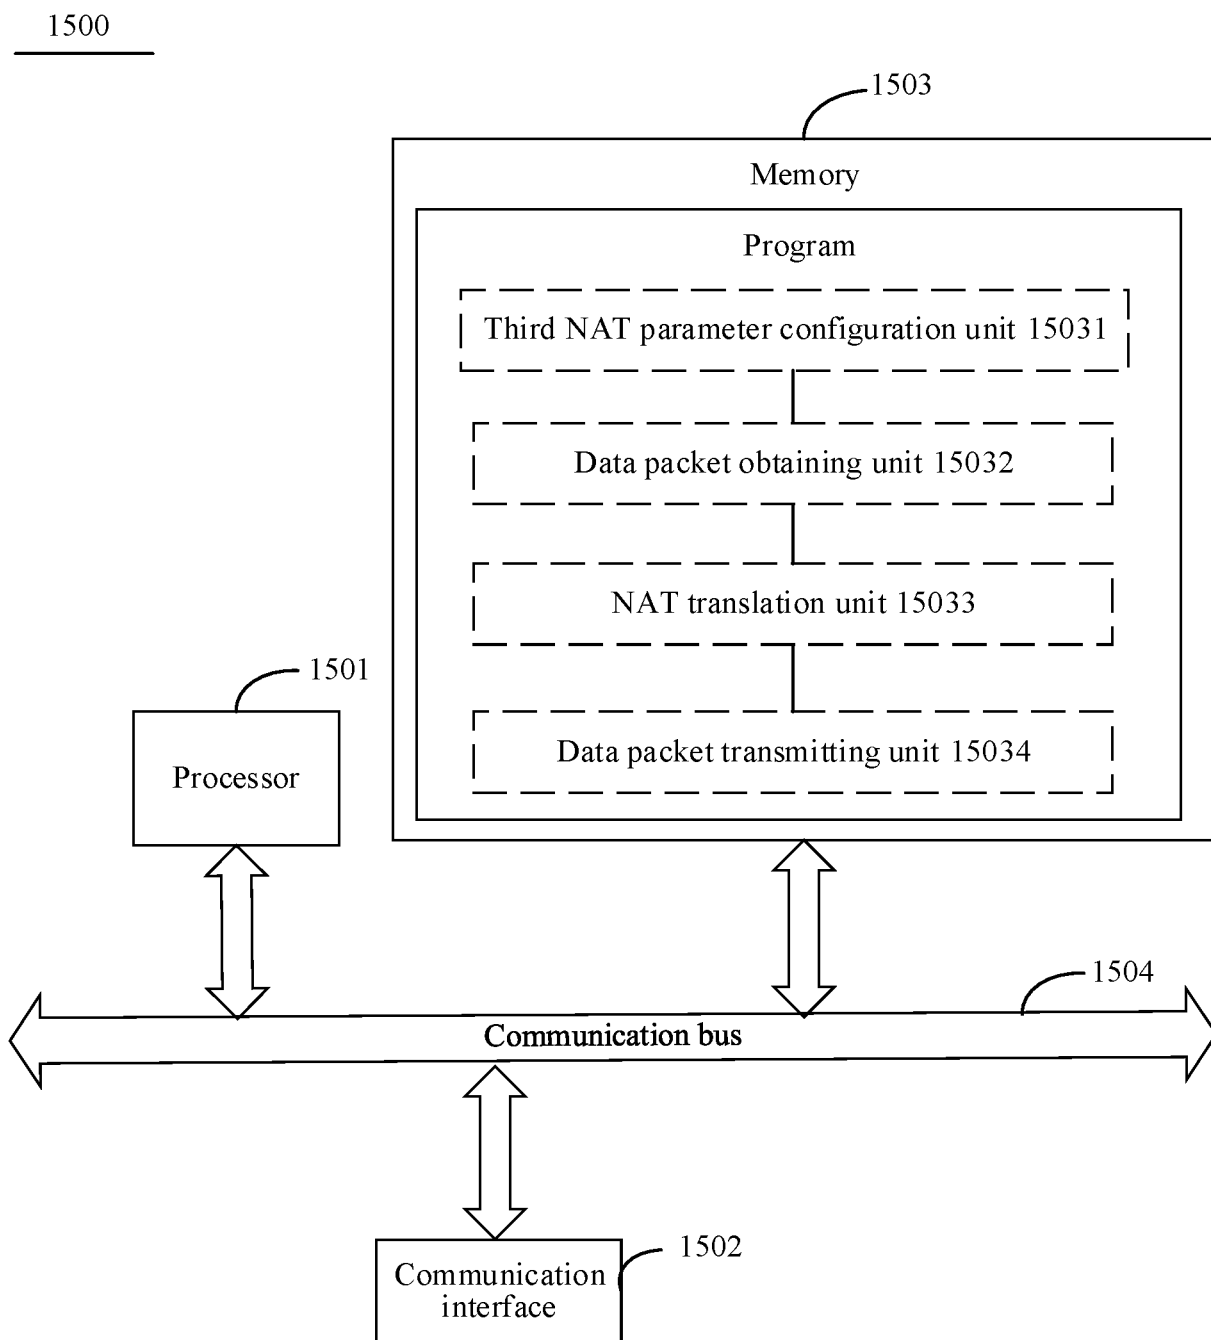 1500
1503
Memory
Program
Third NAT parameter configuration unit 15031
Data packet obtaining unit 15032
NAT translation unit 15033
Data packet transmitting unit 15034
1501
Processor
1504
Communication bus
1502
Communication
interface